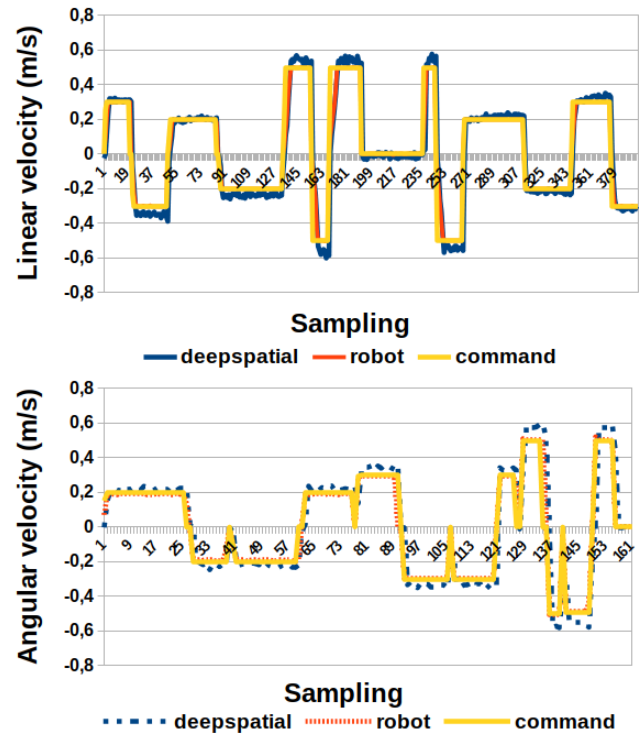 Linear velocity (m/s)
0,8
0,6
0,4
0,2
0
-0,2
-0,4
-0,6
-0,8
1 19 37 55 73 91 109 127 145 163 181 199 217 235 253 271 289 307 325 343 361 379
Sampling
deepspatial robot command
Angular velocity (m/s)
0,8
0,6
0,4
0,2
0
-0,2
-0,4
-0,6
-0,8
1 9 17 25 33 41 49 57 65 73 81 89 97 105 113 121 129 137 145 153 161
Sampling
deepspatial robot command